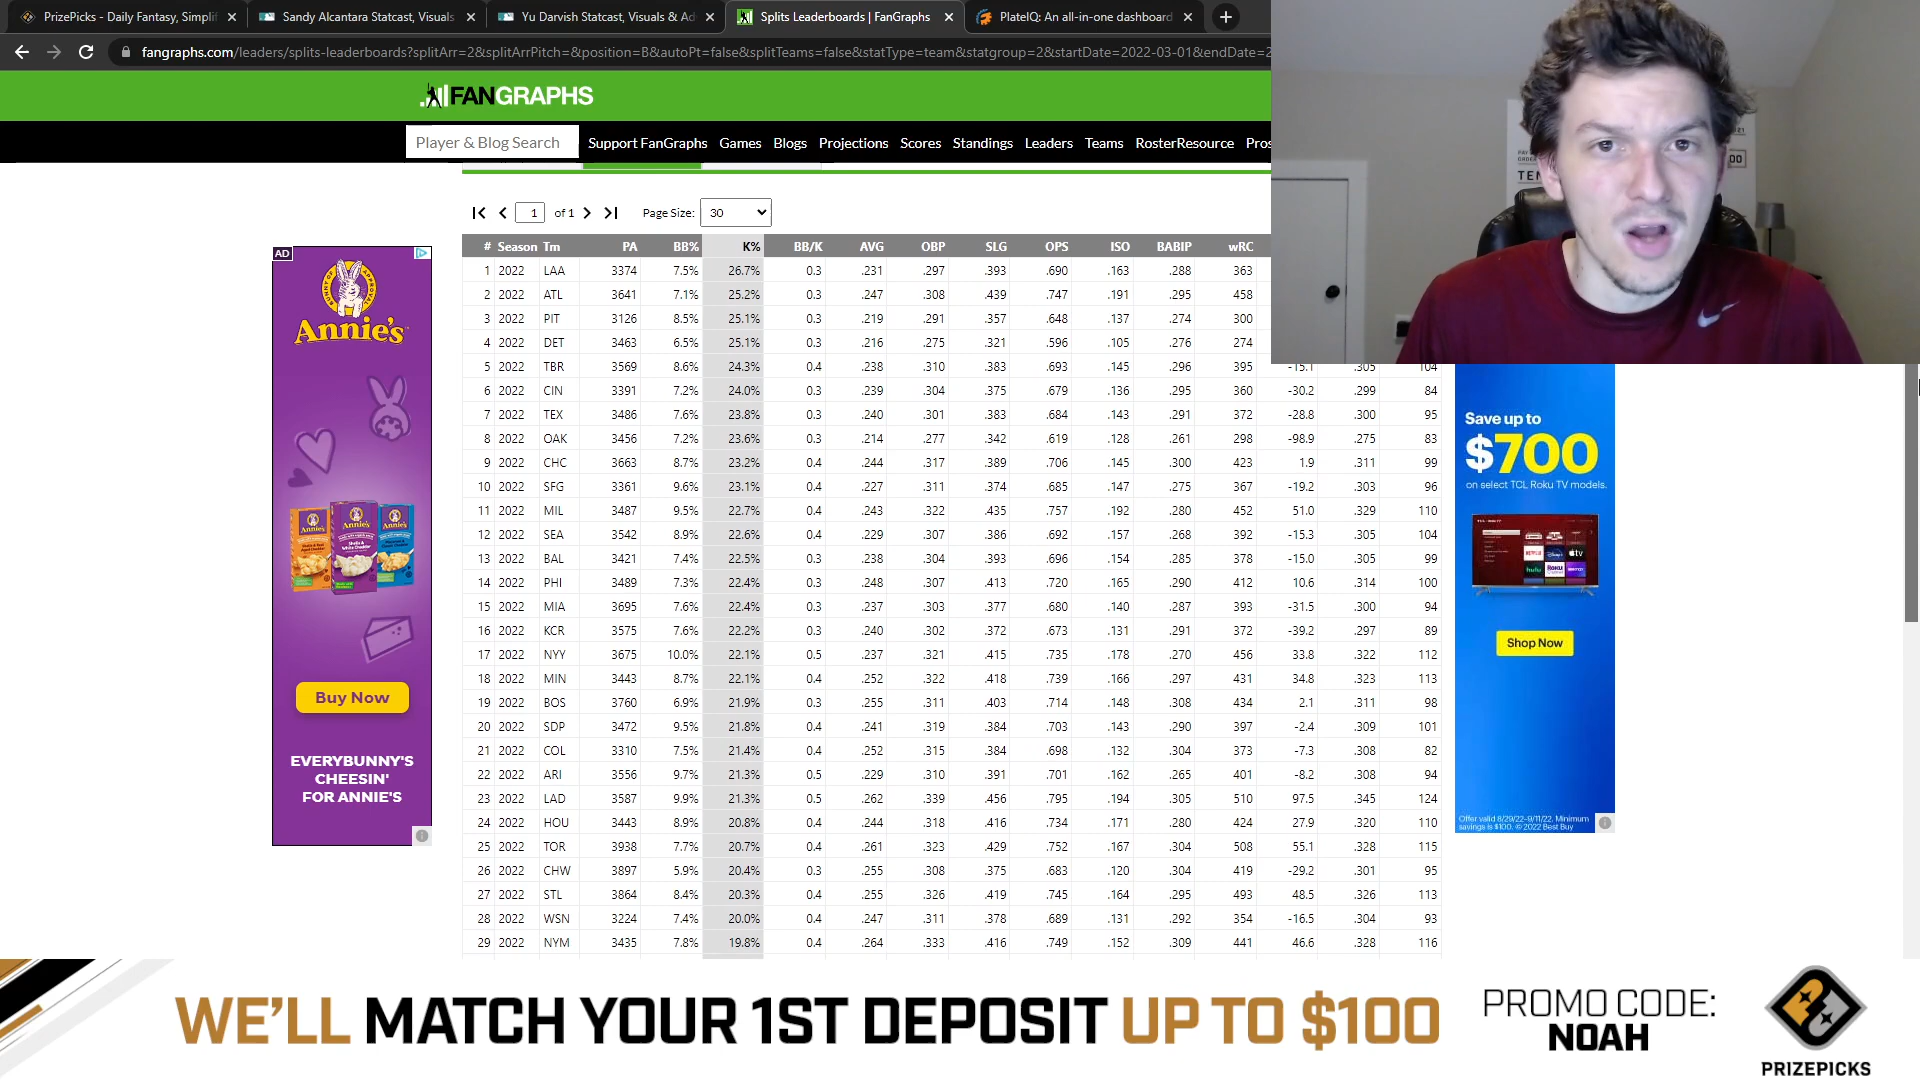 PrizePicks - Daily Fantasy, Simplif
Sandy Alcantara Statcast, Visuals
Yu Darvish Statcast, Visuals & Ad
Splits Leaderboards | FanGraphs
PlateIQ: An all-in-one dashboard
fangraphs.com/leaders/splits-leaderboards?splitArr=2&splitArrPitch=&position=B&autoPt=false&splitTeams=false&statType=team&statgroup=2&startDate=2022-03-01&endDate=2
FANGRAPHS
Player & Blog Search Support FanGraphs Games Blogs Projections Scores Standings Leaders Teams RosterResource Pros
1 of 1 Page Size: 30
# Season Tm PA BB% K% BB/K AVG OBP SLG OPS ISO BABIP wRC
1 2022 LAA 3374 7.5% 26.7% 0.3 .231 .297 .393 .690 .163 .288 363
2 2022 ATL 3641 7.1% 25.2% 0.3 .247 .308 .439 .747 .191 .295 458
3 2022 PIT 3126 8.5% 25.1% 0.3 .219 .291 .357 .648 .137 .274 300
4 2022 DET 3463 6.5% 25.1% 0.3 .216 .275 .321 .596 .105 .276 274
5 2022 TBR 3569 8.6% 24.3% 0.4 .238 .310 .383 .693 .145 .296 395 -15.1 .305 104
6 2022 CIN 3391 7.2% 24.0% 0.3 .239 .304 .375 .679 .136 .295 360 -30.2 .299 84
7 2022 TEX 3486 7.6% 23.8% 0.3 .240 .301 .383 .684 .143 .291 372 -28.8 .300 95
8 2022 OAK 3456 7.2% 23.6% 0.3 .214 .277 .342 .619 .128 .261 298 -98.9 .275 83
9 2022 CHC 3663 8.7% 23.2% 0.4 .244 .317 .389 .706 .145 .300 423 1.9 .311 99
10 2022 SFG 3361 9.6% 23.1% 0.4 .227 .311 .374 .685 .147 .275 367 -19.2 .303 96
11 2022 MIL 3487 9.5% 22.7% 0.4 .243 .322 .435 .757 .192 .280 452 51.0 .329 110
12 2022 SEA 3542 8.9% 22.6% 0.4 .229 .307 .386 .692 .157 .268 392 -15.3 .305 104
13 2022 BAL 3421 7.4% 22.5% 0.3 .238 .304 .393 .696 .154 .285 378 -15.0 .305 99
14 2022 PHI 3489 7.3% 22.4% 0.3 .248 .307 .413 .720 .165 .290 412 10.6 .314 100
15 2022 MIA 3695 7.6% 22.4% 0.3 .237 .303 .377 .680 .140 .287 393 -31.5 .300 94
16 2022 KCR 3575 7.6% 22.2% 0.3 .240 .302 .372 .673 .131 .291 372 -39.2 .297 89
17 2022 NYY 3675 10.0% 22.1% 0.5 .237 .321 .415 .735 .178 .270 456 33.8 .322 112
18 2022 MIN 3443 8.7% 22.1% 0.4 .252 .322 .418 .739 .166 .297 431 34.8 .323 113
19 2022 BOS 3760 6.9% 21.9% 0.3 .255 .311 .403 .714 .148 .308 434 2.1 .311 98
20 2022 SDP 3472 9.5% 21.8% 0.4 .241 .319 .384 .703 .143 .290 397 -2.4 .309 101
21 2022 COL 3310 7.5% 21.4% 0.4 .252 .315 .384 .698 .132 .304 373 -7.3 .308 82
22 2022 ARI 3556 9.7% 21.3% 0.5 .229 .310 .391 .701 .162 .265 401 -8.2 .308 94
23 2022 LAD 3587 9.9% 21.3% 0.5 .262 .339 .456 .795 .194 .305 510 97.5 .345 124
24 2022 HOU 3443 8.9% 20.8% 0.4 .244 .318 .416 .734 .171 .280 424 27.9 .320 110
25 2022 TOR 3938 7.7% 20.7% 0.4 .261 .323 .429 .752 .167 .304 508 55.1 .328 115
26 2022 CHW 3897 5.9% 20.4% 0.3 .255 .308 .375 .683 .120 .304 419 -29.2 .301 95
27 2022 STL 3864 8.4% 20.3% 0.4 .255 .326 .419 .745 .164 .295 493 48.5 .326 113
28 2022 WSN 3224 7.4% 20.0% 0.4 .247 .311 .378 .689 .131 .292 354 -16.5 .304 93
29 2022 NYM 3435 7.8% 19.8% 0.4 .264 .333 .416 .749 .152 .309 441 46.6 .328 116
AD
Annie's
Buy Now
EVERYBUNNY'S
CHEESIN'
FOR ANNIE'S
Save up to
$700
on select TCL Roku TV models.
Shop Now
Offer valid 8/29/22-9/11/22. Minimum
savings is $100. © 2022 Best Buy
WE'LL MATCH YOUR 1ST DEPOSIT UP TO $100
PROMO CODE:
NOAH
PRIZEPICKS